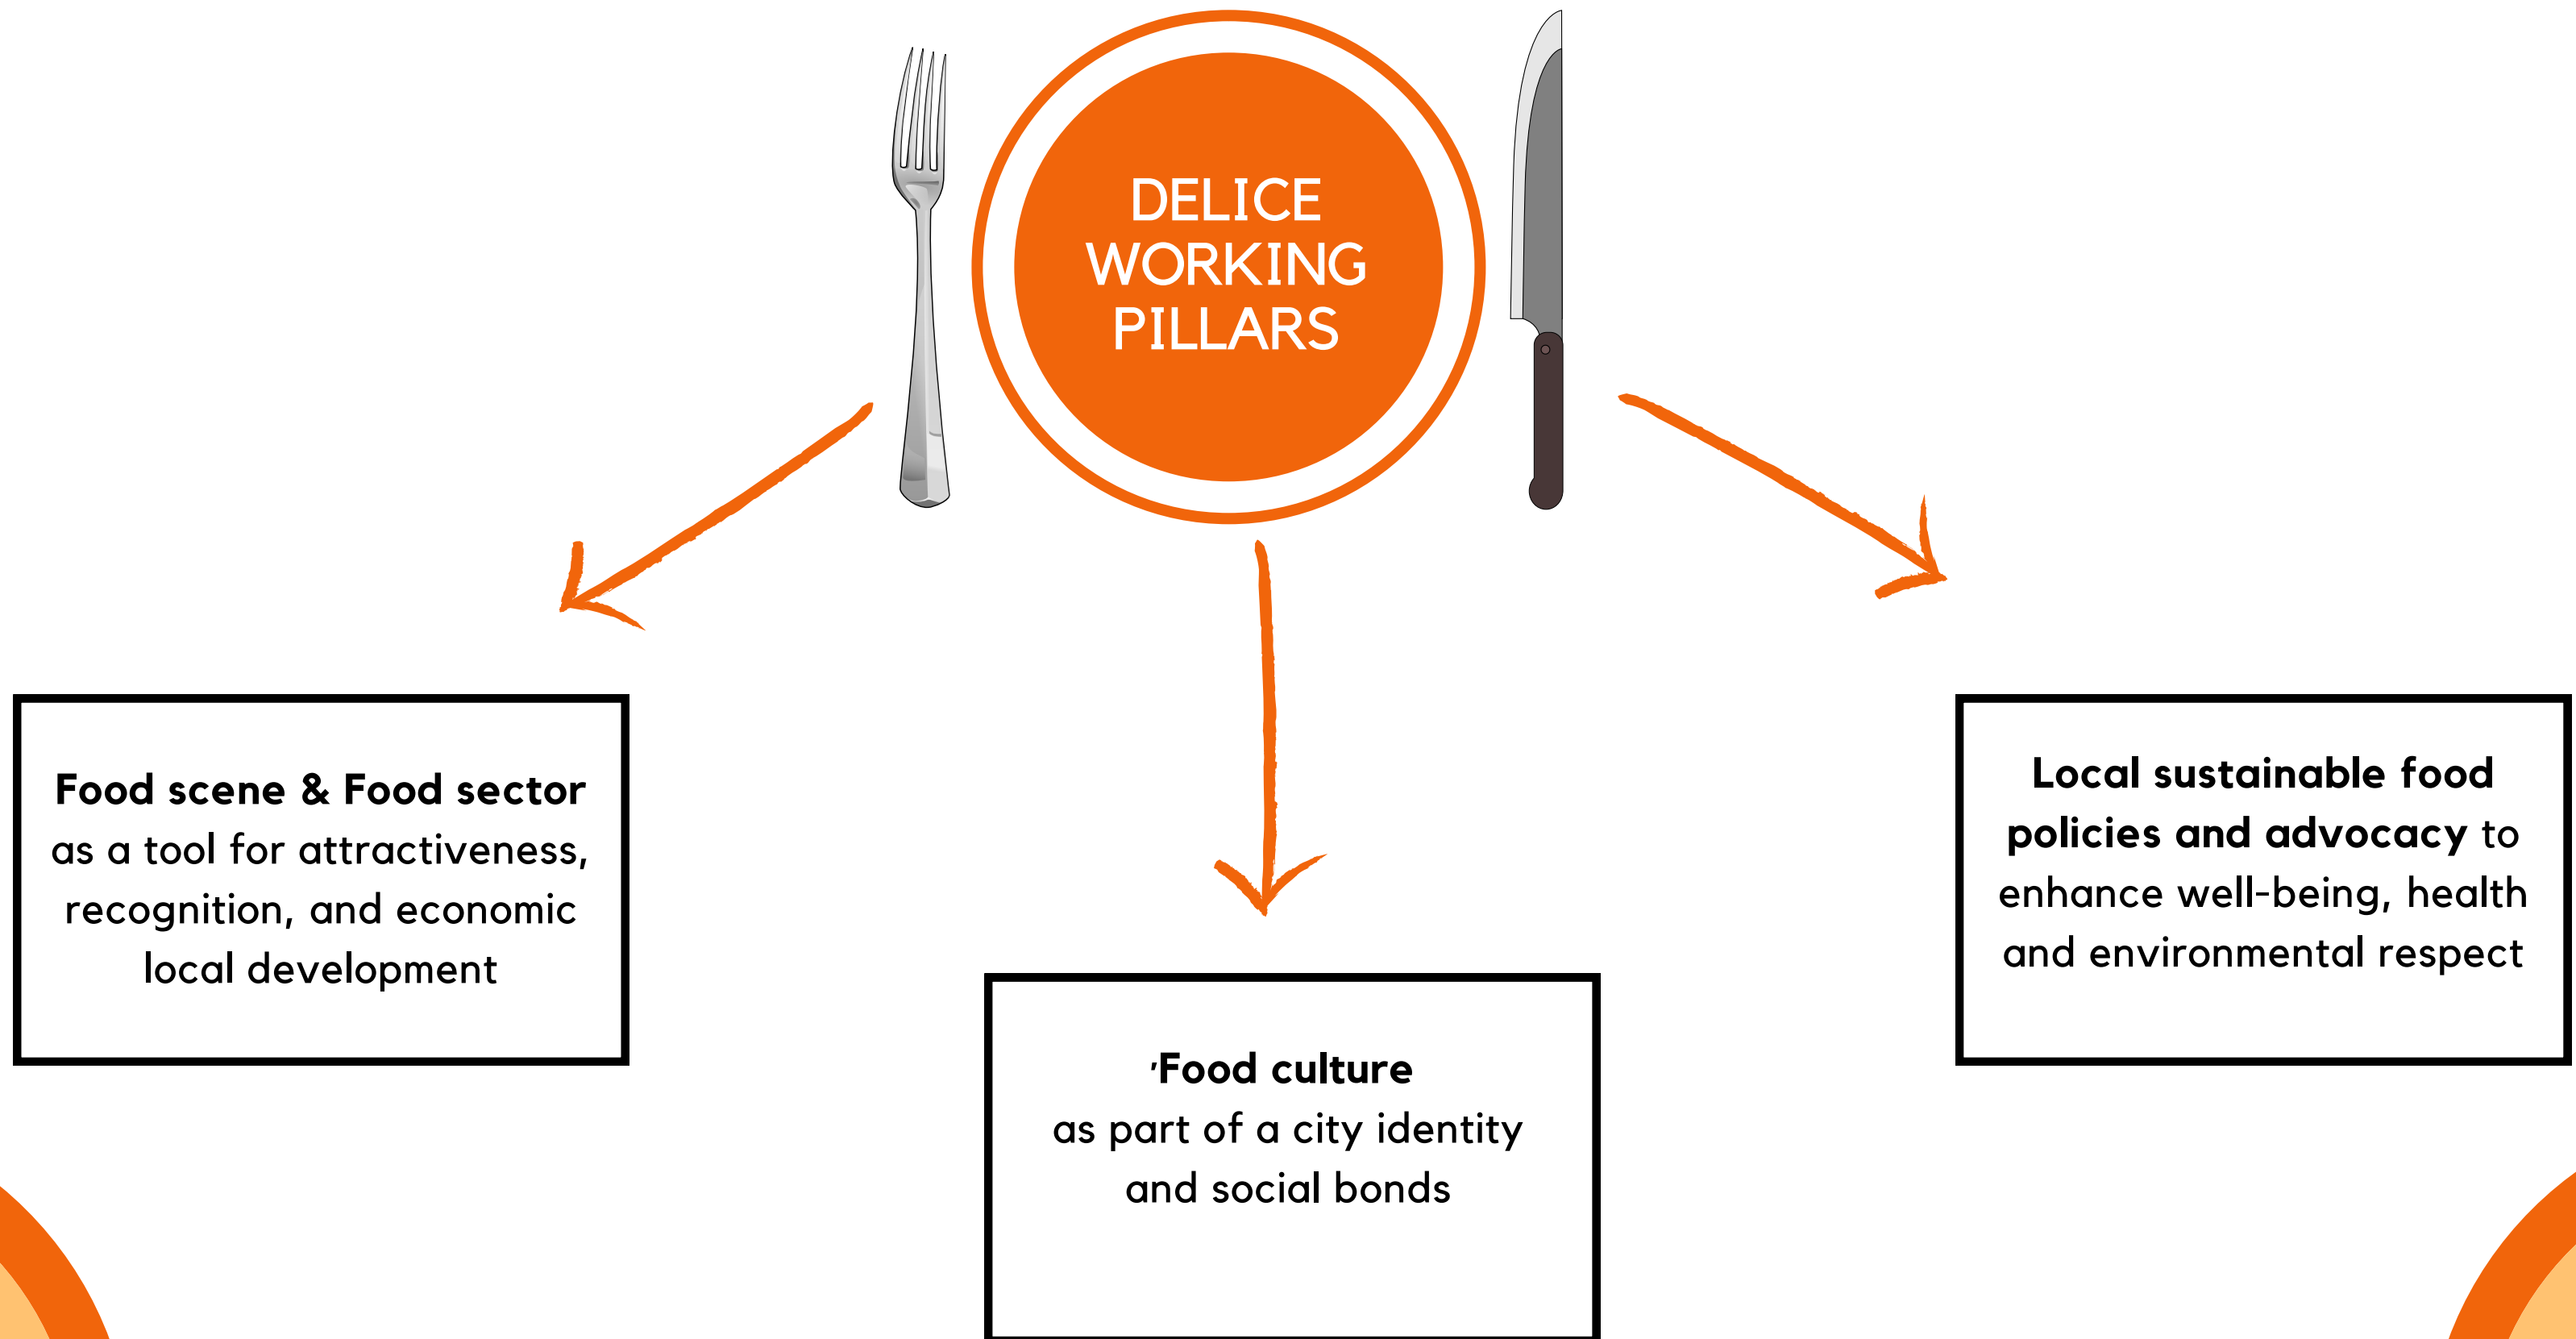 DELICE
WORKING
PILLARS
Food scene & Food sector
as a tool for attractiveness,
recognition, and economic
local development
'Food culture
as part of a city identity
and social bonds
Local sustainable food
policies and advocacy to
enhance well-being, health
and environmental respect